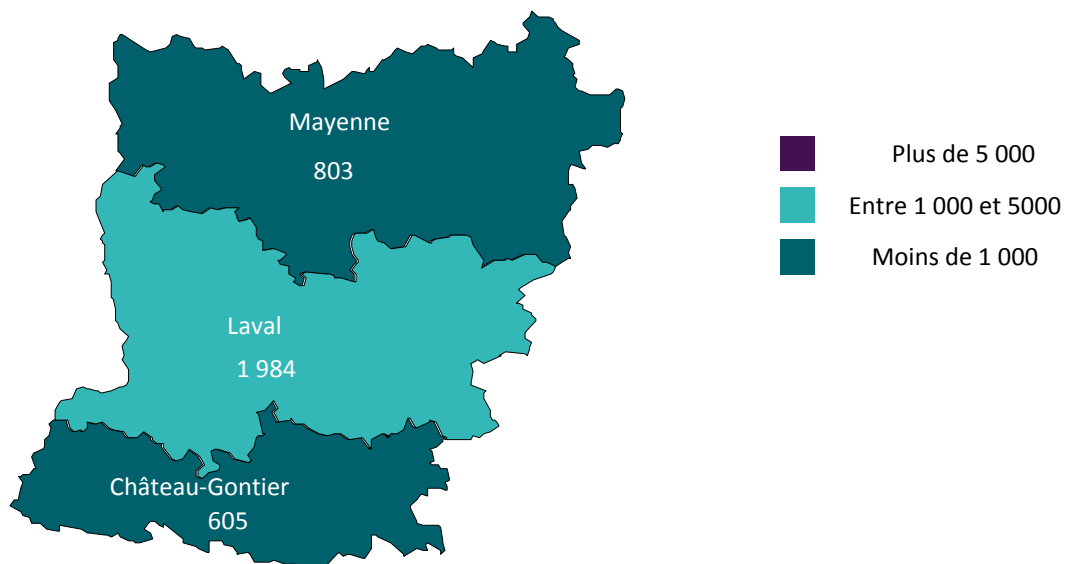 Mayenne
803
Laval
1 984
Château-Gontier
605
Plus de 5 000
Entre 1 000 et 5000
Moins de 1 000